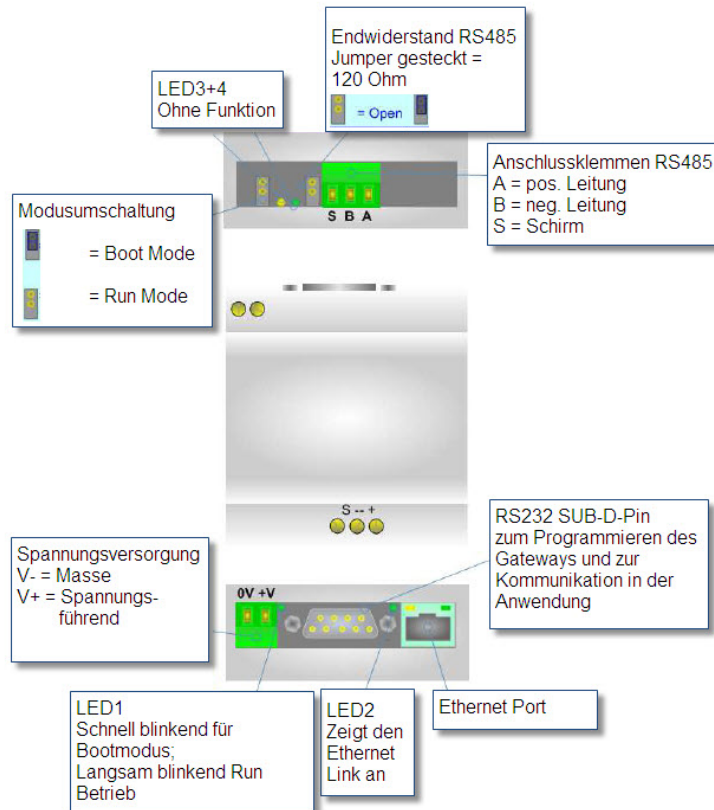 Endwiderstand RS485
Jumper gesteckt =
120 Ohm
= Open
LED3+4
Ohne Funktion
Anschlussklemmen RS485
A = pos. Leitung
B = neg. Leitung
S = Schirm
S B A
Modusumschaltung
= Boot Mode
= Run Mode
S -- +
RS232 SUB-D-Pin
zum Programmieren des
Gateways und zur
Kommunikation in der
Anwendung
Spannungsversorgung
V- = Masse
V+ = Spannungs-
führend
0V +V
LED1
Schnell blinkend für
Bootmodus;
Langsam blinkend Run
Betrieb
LED2
Zeigt den
Ethernet
Link an
Ethernet Port